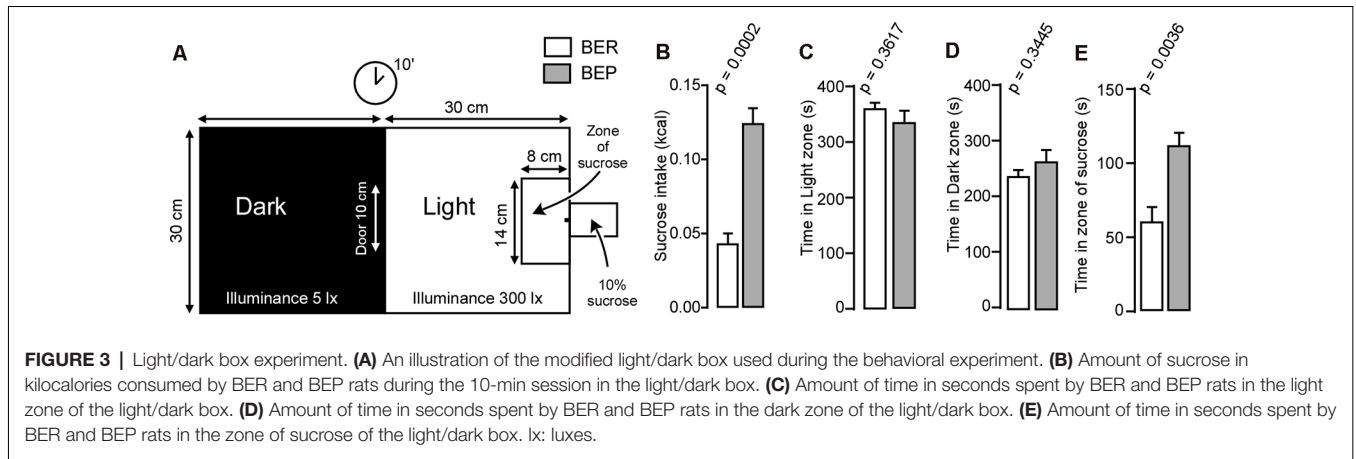 A
10'
BER
BEP
30 cm
30 cm
Dark
Door 10 cm
Light
8 cm
14 cm
Zone
of
sucrose
10%
sucrose
Illuminance 5 lx
Illuminance 300 lx
B
p = 0.0002
Sucrose intake (kcal)
0.15
0.10
0.05
0.00
C
p = 0.3617
Time in Light zone (s)
400
300
200
100
0
D
p = 0.3445
Time in Dark zone (s)
400
300
200
100
0
E
p = 0.0036
Time in zone of sucrose (s)
150
100
50
0
FIGURE 3 | Light/dark box experiment. (A) An illustration of the modified light/dark box used during the behavioral experiment. (B) Amount of sucrose in
kilocalories consumed by BER and BEP rats during the 10-min session in the light/dark box. (C) Amount of time in seconds spent by BER and BEP rats in the light
zone of the light/dark box. (D) Amount of time in seconds spent by BER and BEP rats in the dark zone of the light/dark box. (E) Amount of time in seconds spent by
BER and BEP rats in the zone of sucrose of the light/dark box. lx: luxes.